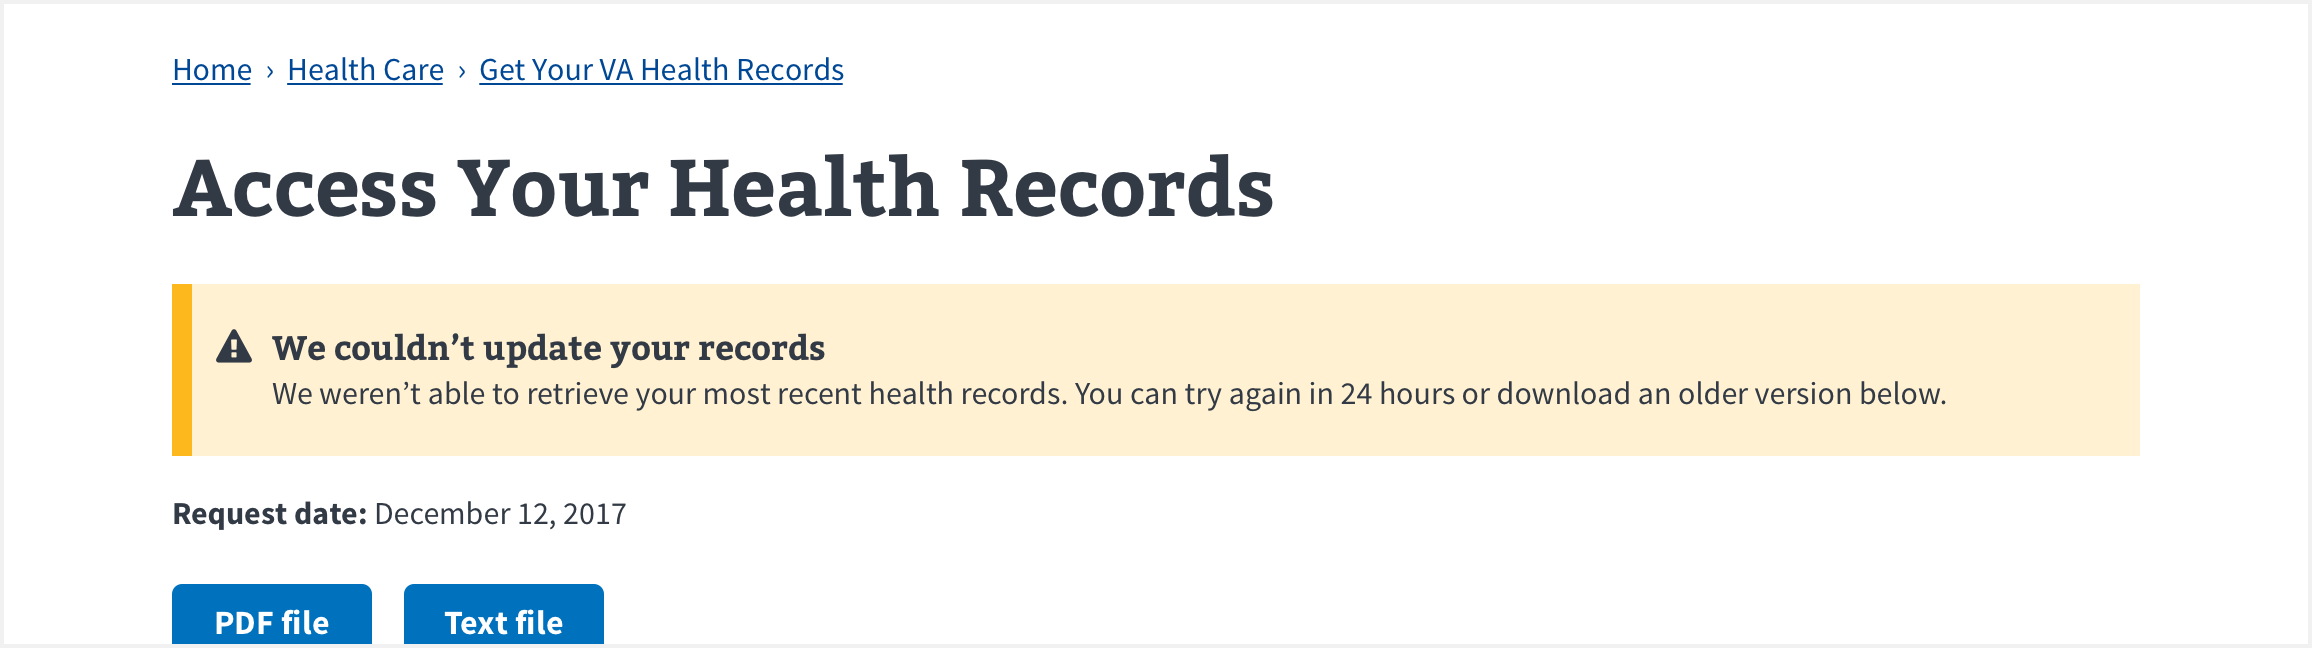 Home › Health Care › Get Your VA Health Records
Access Your Health Records
We couldn’t update your records
We weren’t able to retrieve your most recent health records. You can try again in 24 hours or download an older version below.
Request date: December 12, 2017
PDF file Text file